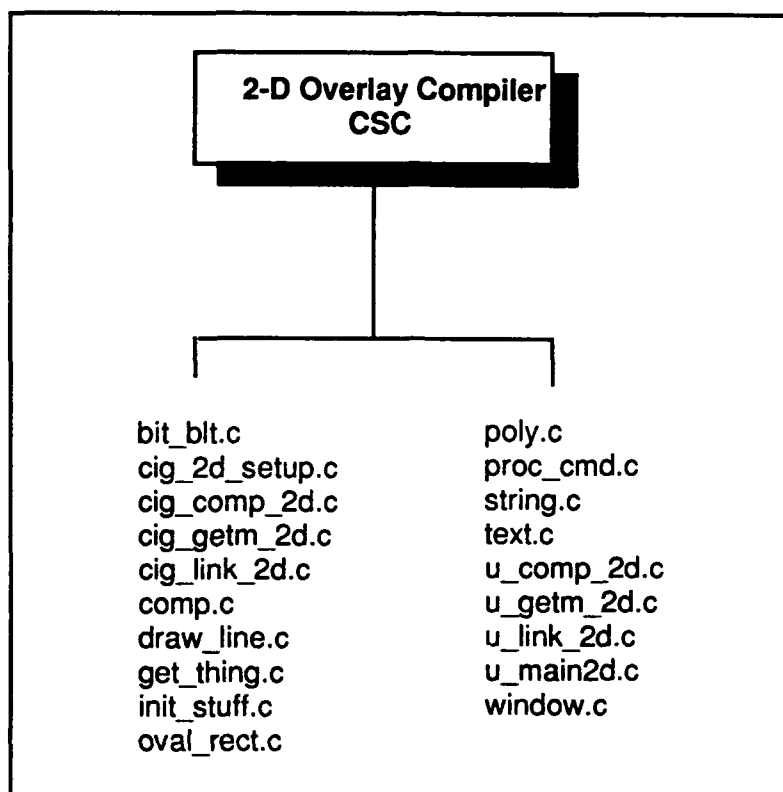 2-D Overlay Compiler
CSC
bit_blt.c
cig_2d_setup.c
cig_comp_2d.c
cig_getm_2d.c
cig_link_2d.c
comp.c
draw_line.c
get_thing.c
init_stuff.c
oval_rect.c
poly.c
proc_cmd.c
string.c
text.c
u_comp_2d.c
u_getm_2d.c
u_link_2d.c
u_main2d.c
window.c